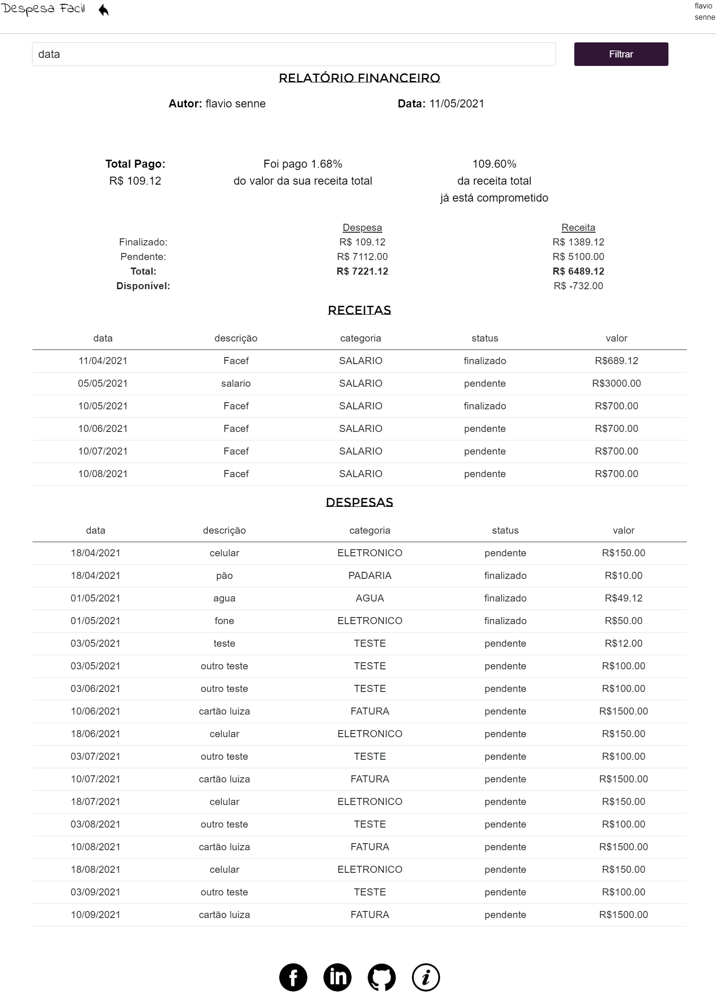 Despesa Facil
flavio
senne
data
Filtrar
RELATÓRIO FINANCEIRO
Autor: flavio senne Data: 11/05/2021
Total Pago: Foi pago 1.68% 109.60%
R$ 109.12 do valor da sua receita total da receita total
já está comprometido
Despesa Receita
Finalizado: R$ 109.12 R$ 1389.12
Pendente: R$ 7112.00 R$ 5100.00
Total: R$ 7221.12 R$ 6489.12
Disponível: R$ -732.00
RECEITAS
data descrição categoria status valor
11/04/2021 Facef SALARIO finalizado R$689.12
05/05/2021 salario SALARIO pendente R$3000.00
10/05/2021 Facef SALARIO finalizado R$700.00
10/06/2021 Facef SALARIO pendente R$700.00
10/07/2021 Facef SALARIO pendente R$700.00
10/08/2021 Facef SALARIO pendente R$700.00
DESPESAS
data descrição categoria status valor
18/04/2021 celular ELETRONICO pendente R$150.00
18/04/2021 pão PADARIA finalizado R$10.00
01/05/2021 agua AGUA finalizado R$49.12
01/05/2021 fone ELETRONICO finalizado R$50.00
03/05/2021 teste TESTE pendente R$12.00
03/05/2021 outro teste TESTE pendente R$100.00
03/06/2021 outro teste TESTE pendente R$100.00
10/06/2021 cartão luiza FATURA pendente R$1500.00
18/06/2021 celular ELETRONICO pendente R$150.00
03/07/2021 outro teste TESTE pendente R$100.00
10/07/2021 cartão luiza FATURA pendente R$1500.00
18/07/2021 celular ELETRONICO pendente R$150.00
03/08/2021 outro teste TESTE pendente R$100.00
10/08/2021 cartão luiza FATURA pendente R$1500.00
18/08/2021 celular ELETRONICO pendente R$150.00
03/09/2021 outro teste TESTE pendente R$100.00
10/09/2021 cartão luiza FATURA pendente R$1500.00